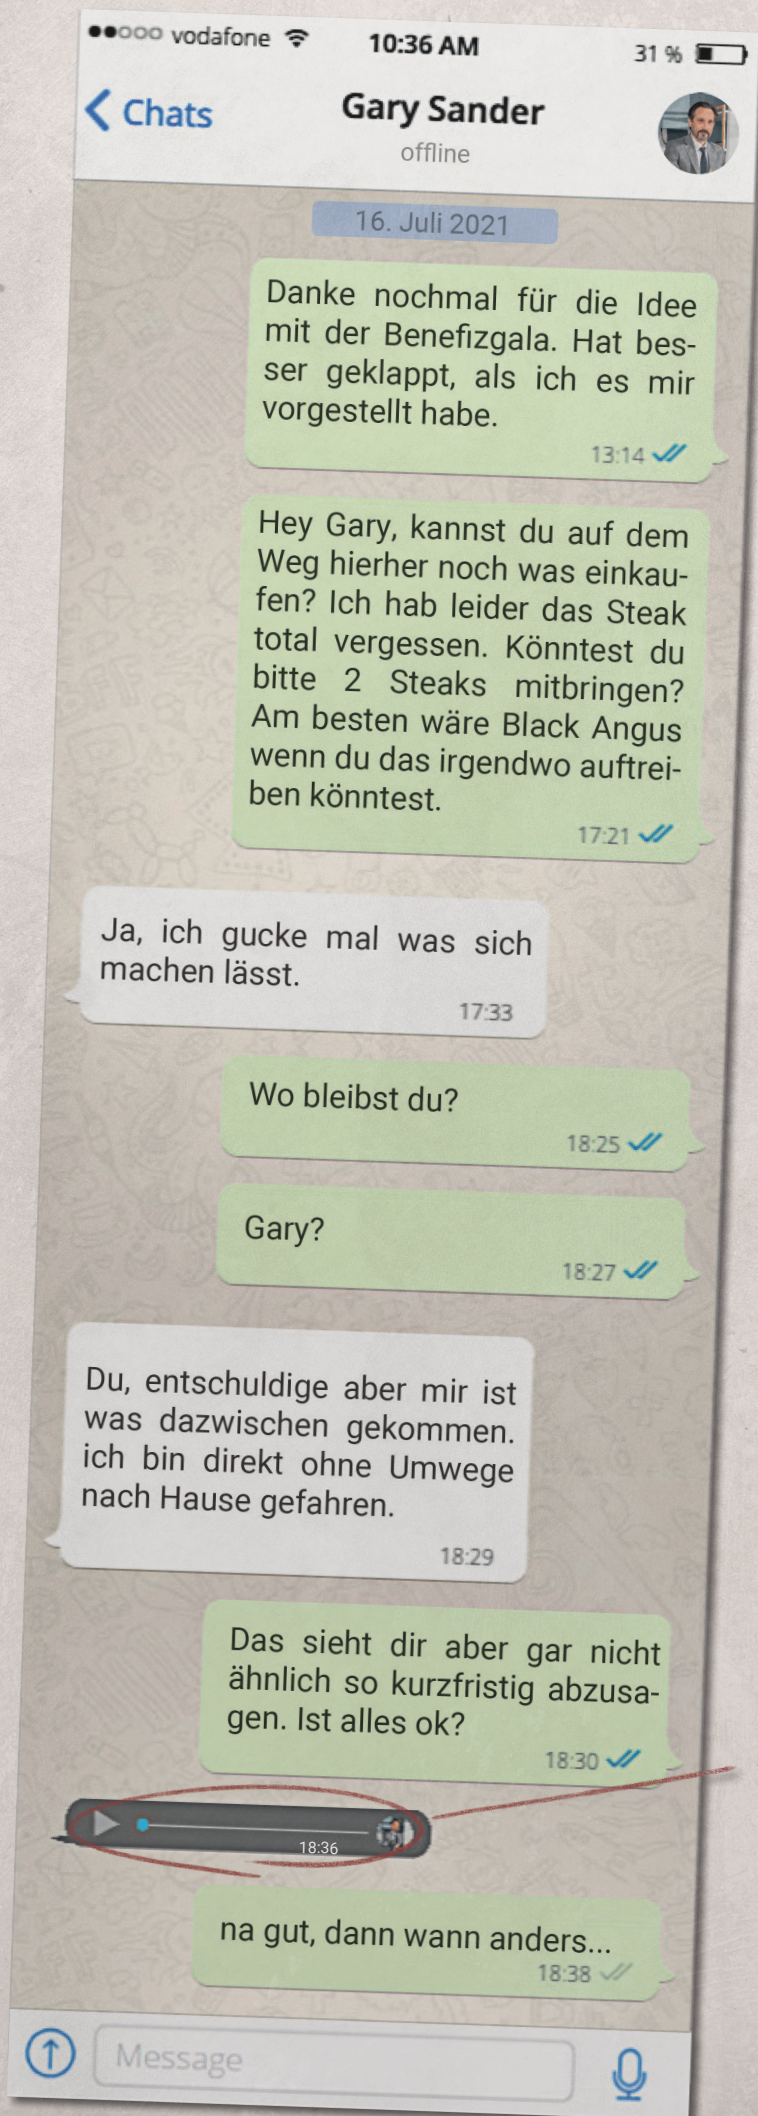 vodafone 10:36 AM 31 %
Chats Gary Sander
offline
16. Juli 2021
Danke nochmal für die Idee
mit der Benefizgala. Hat bes-
ser geklappt, als ich es mir
vorgestellt habe.
13:14
Hey Gary, kannst du auf dem
Weg hierher noch was einkau-
fen? Ich hab leider das Steak
total vergessen. Könntest du
bitte 2 Steaks mitbringen?
Am besten wäre Black Angus
wenn du das irgendwo auftrei-
ben könntest.
17:21
Ja, ich gucke mal was sich
machen lässt.
17:33
Wo bleibst du?
18:25
Gary?
18:27
Du, entschuldige aber mir ist
was dazwischen gekommen.
ich bin direkt ohne Umwege
nach Hause gefahren.
18:29
Das sieht dir aber gar nicht
ähnlich so kurzfristig abzusa-
gen. Ist alles ok?
18:30
18:36
na gut, dann wann anders...
18:38
Message